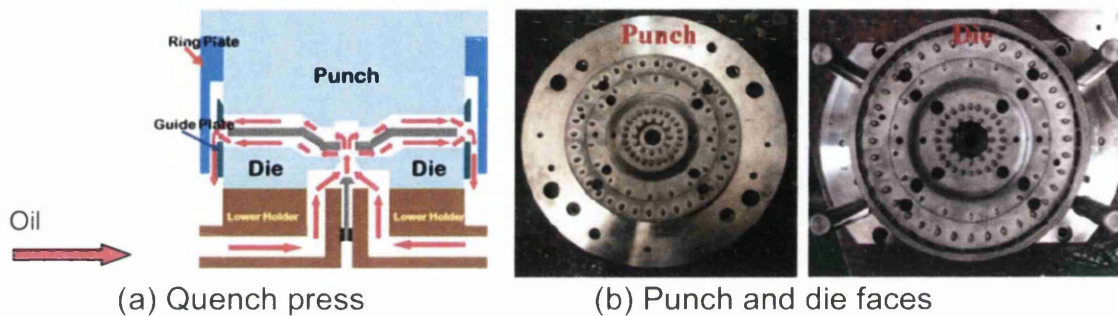 Ring Plate
Punch
Guide Plate
Die
Die
Lower Holder
Lower Holder
Oil
Punch
Die
(a) Quench press
(b) Punch and die faces